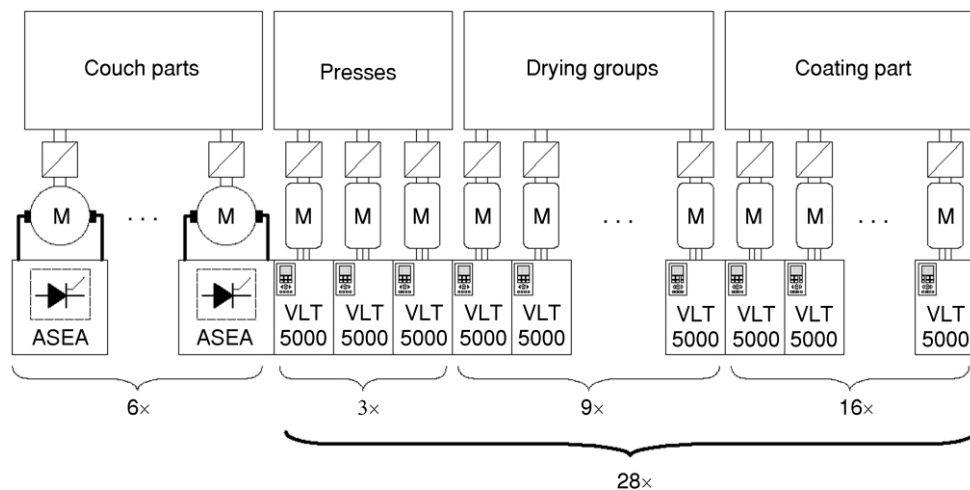 Couch parts
Presses
Drying groups
Coating part
M
. . .
M
M
M
M
M
M
. . .
M
M
M
. . .
M
ASEA
ASEA
VLT
5000
VLT
5000
VLT
5000
VLT
5000
VLT
5000
VLT
5000
VLT
5000
VLT
5000
VLT
5000
6×
3×
9×
16×
28×